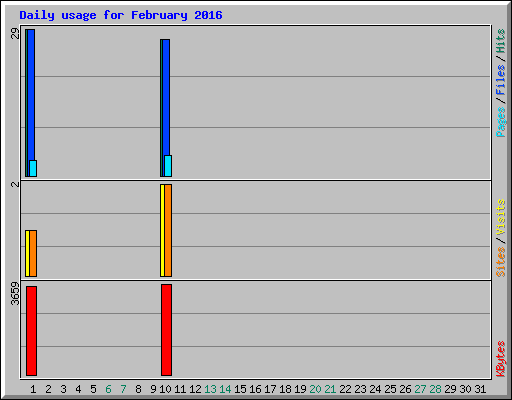 Daily usage for February 2016
29
2
3659
Pages/Files/Hits
Sites/Visits
KBytes
1 2 3 4 5 6 7 8 9 10 11 12 13 14 15 16 17 18 19 20 21 22 23 24 25 26 27 28 29 30 31